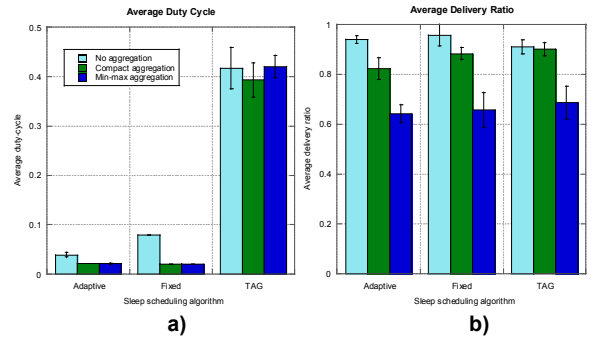 Average Duty Cycle
0.5
0.4
0.3
0.2
0.1
0
Average duty-cycle
No aggregation
Compact aggregation
Min-max aggregation
Adaptive
Fixed
TAG
Sleep scheduling algorithm
a)
Average Delivery Ratio
1
0.8
0.6
0.4
0.2
0
Average delivery ratio
Adaptive
Fixed
TAG
Sleep scheduling algorithm
b)